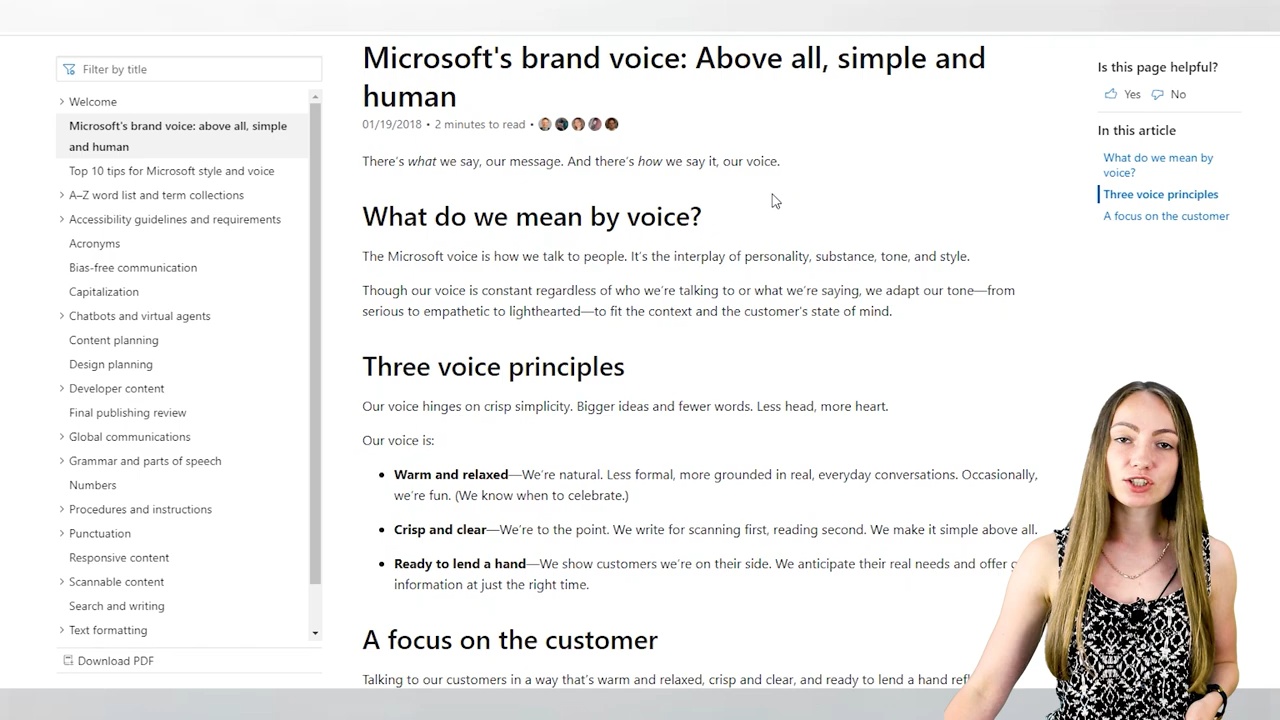 Filter by title
Welcome
Microsoft's brand voice: above all, simple
and human
Top 10 tips for Microsoft style and voice
A–Z word list and term collections
Accessibility guidelines and requirements
Acronyms
Bias-free communication
Capitalization
Chatbots and virtual agents
Content planning
Design planning
Developer content
Final publishing review
Global communications
Grammar and parts of speech
Numbers
Procedures and instructions
Punctuation
Responsive content
Scannable content
Search and writing
Text formatting
Download PDF
Microsoft's brand voice: Above all, simple and
human
01/19/2018 • 2 minutes to read •
There's what we say, our message. And there's how we say it, our voice.
What do we mean by voice?
The Microsoft voice is how we talk to people. It's the interplay of personality, substance, tone, and style.
Though our voice is constant regardless of who we're talking to or what we're saying, we adapt our tone—from
serious to empathetic to lighthearted—to fit the context and the customer's state of mind.
Three voice principles
Our voice hinges on crisp simplicity. Bigger ideas and fewer words. Less head, more heart.
Our voice is:
• Warm and relaxed—We're natural. Less formal, more grounded in real, everyday conversations. Occasionally,
we're fun. (We know when to celebrate.)
• Crisp and clear—We're to the point. We write for scanning first, reading second. We make it simple above all.
• Ready to lend a hand—We show customers we're on their side. We anticipate their real needs and offer
information at just the right time.
A focus on the customer
Talking to our customers in a way that's warm and relaxed, crisp and clear, and ready to lend a hand
Is this page helpful?
Yes No
In this article
What do we mean by
voice?
Three voice principles
A focus on the customer